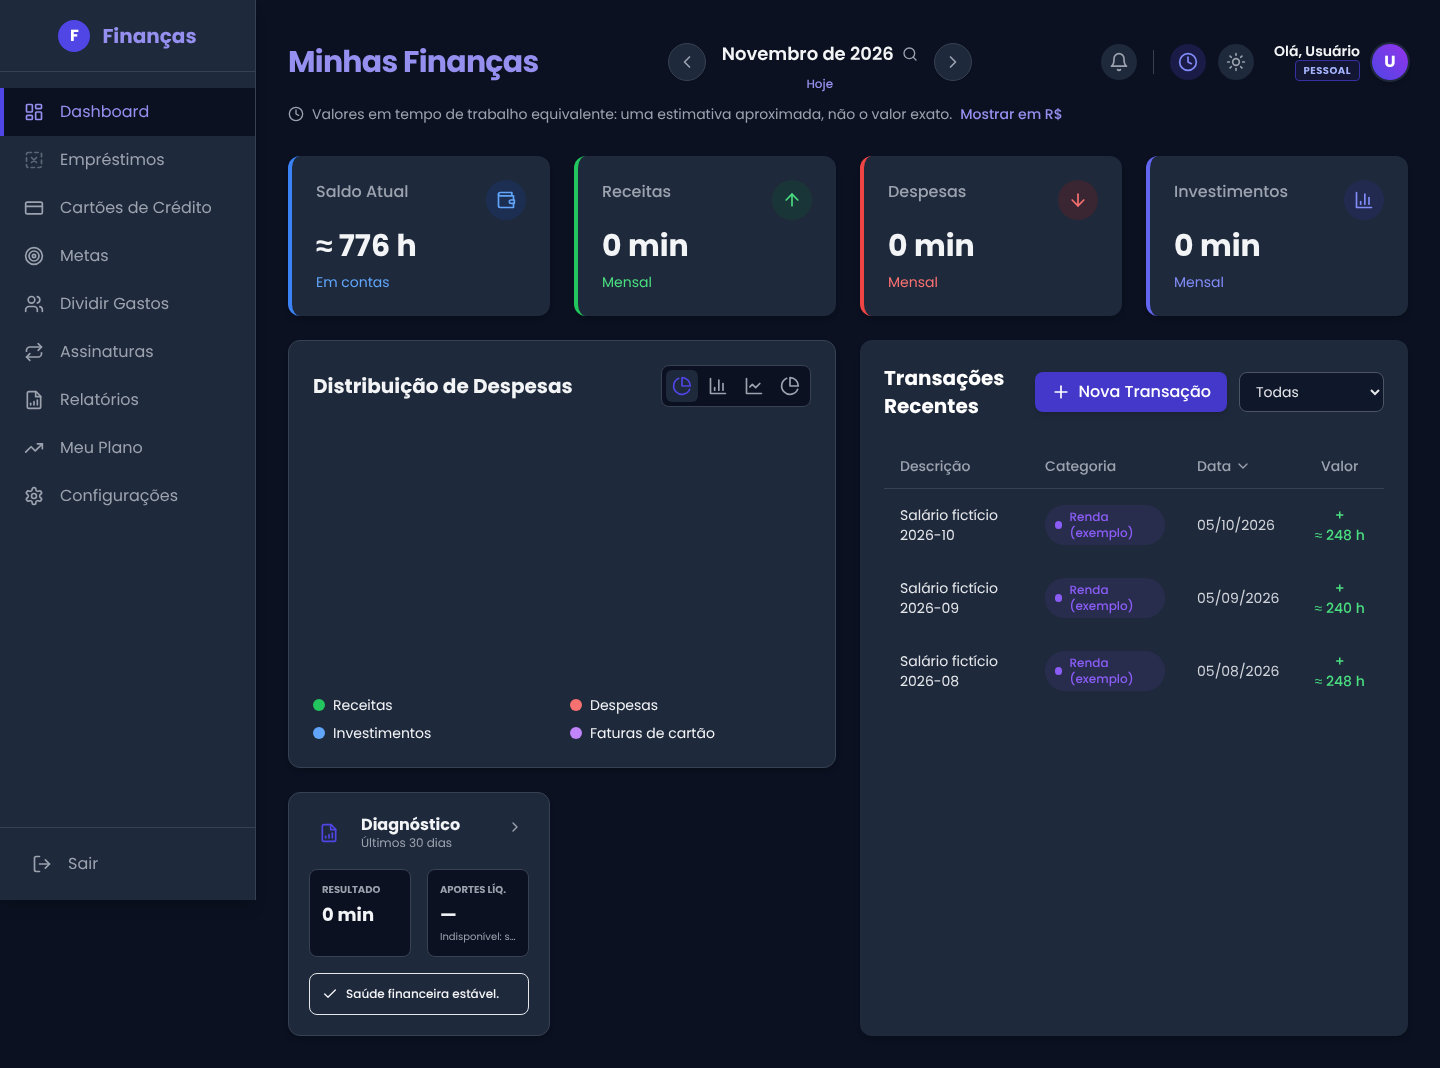 F Finanças
Dashboard
Empréstimos
Cartões de Crédito
Metas
Dividir Gastos
Assinaturas
Relatórios
Meu Plano
Configurações
Sair
Minhas Finanças
Novembro de 2026
Hoje
Olá, Usuário
PESSOAL
U
Valores em tempo de trabalho equivalente: uma estimativa aproximada, não o valor exato. Mostrar em R$
Saldo Atual
≈ 776 h
Em contas
Receitas
0 min
Mensal
Despesas
0 min
Mensal
Investimentos
0 min
Mensal
Distribuição de Despesas
Receitas
Despesas
Investimentos
Faturas de cartão
Transações
Recentes
Nova Transação
Todas
Descrição Categoria Data Valor
Salário fictício
2026-10
Renda
(exemplo)
05/10/2026
+
≈ 248 h
Salário fictício
2026-09
Renda
(exemplo)
05/09/2026
+
≈ 240 h
Salário fictício
2026-08
Renda
(exemplo)
05/08/2026
+
≈ 248 h
Diagnóstico
Últimos 30 dias
RESULTADO
0 min
APORTES LÍQ.
—
Indisponível: s...
Saúde financeira estável.